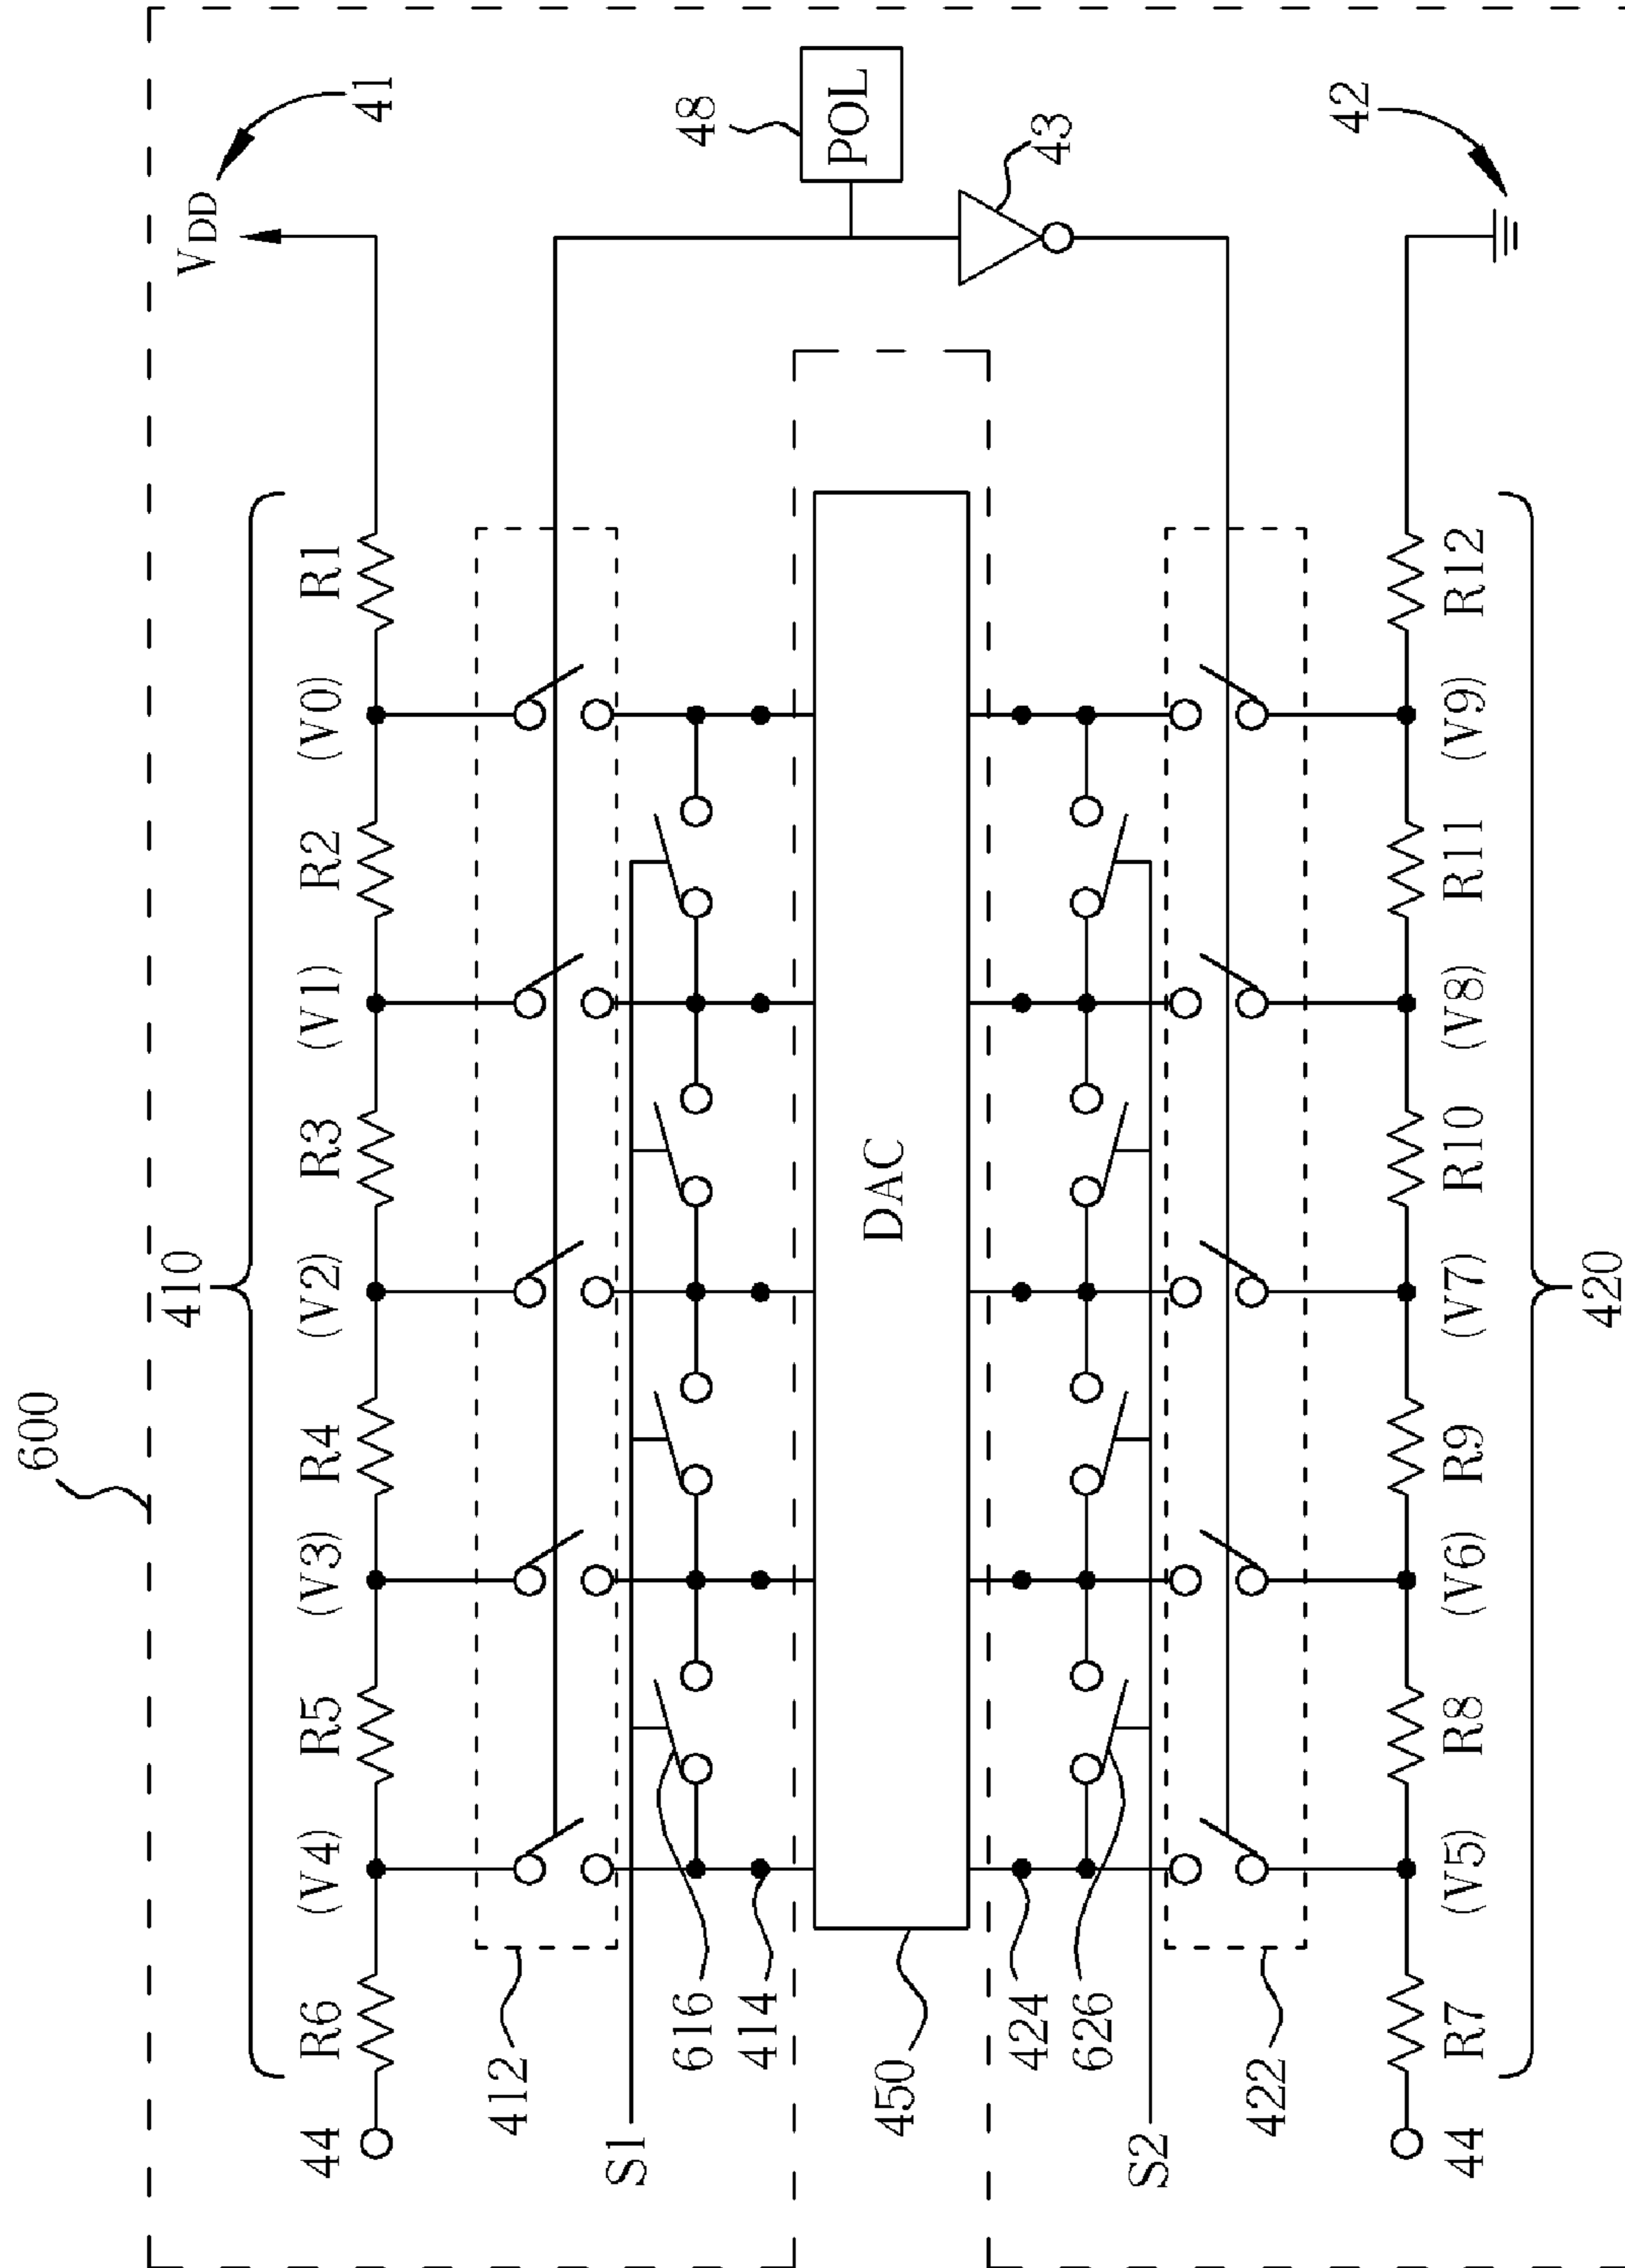 600
410
41
VDD
R6 (V4) R5 (V3) R4 (V2) R3 (V1) R2 (V0) R1
44
412
S1
616
414
48
POL
450
DAC
43
424
626
S2
422
42
44
R7 (V5) R8 (V6) R9 (V7) R10 (V8) R11 (V9) R12
420